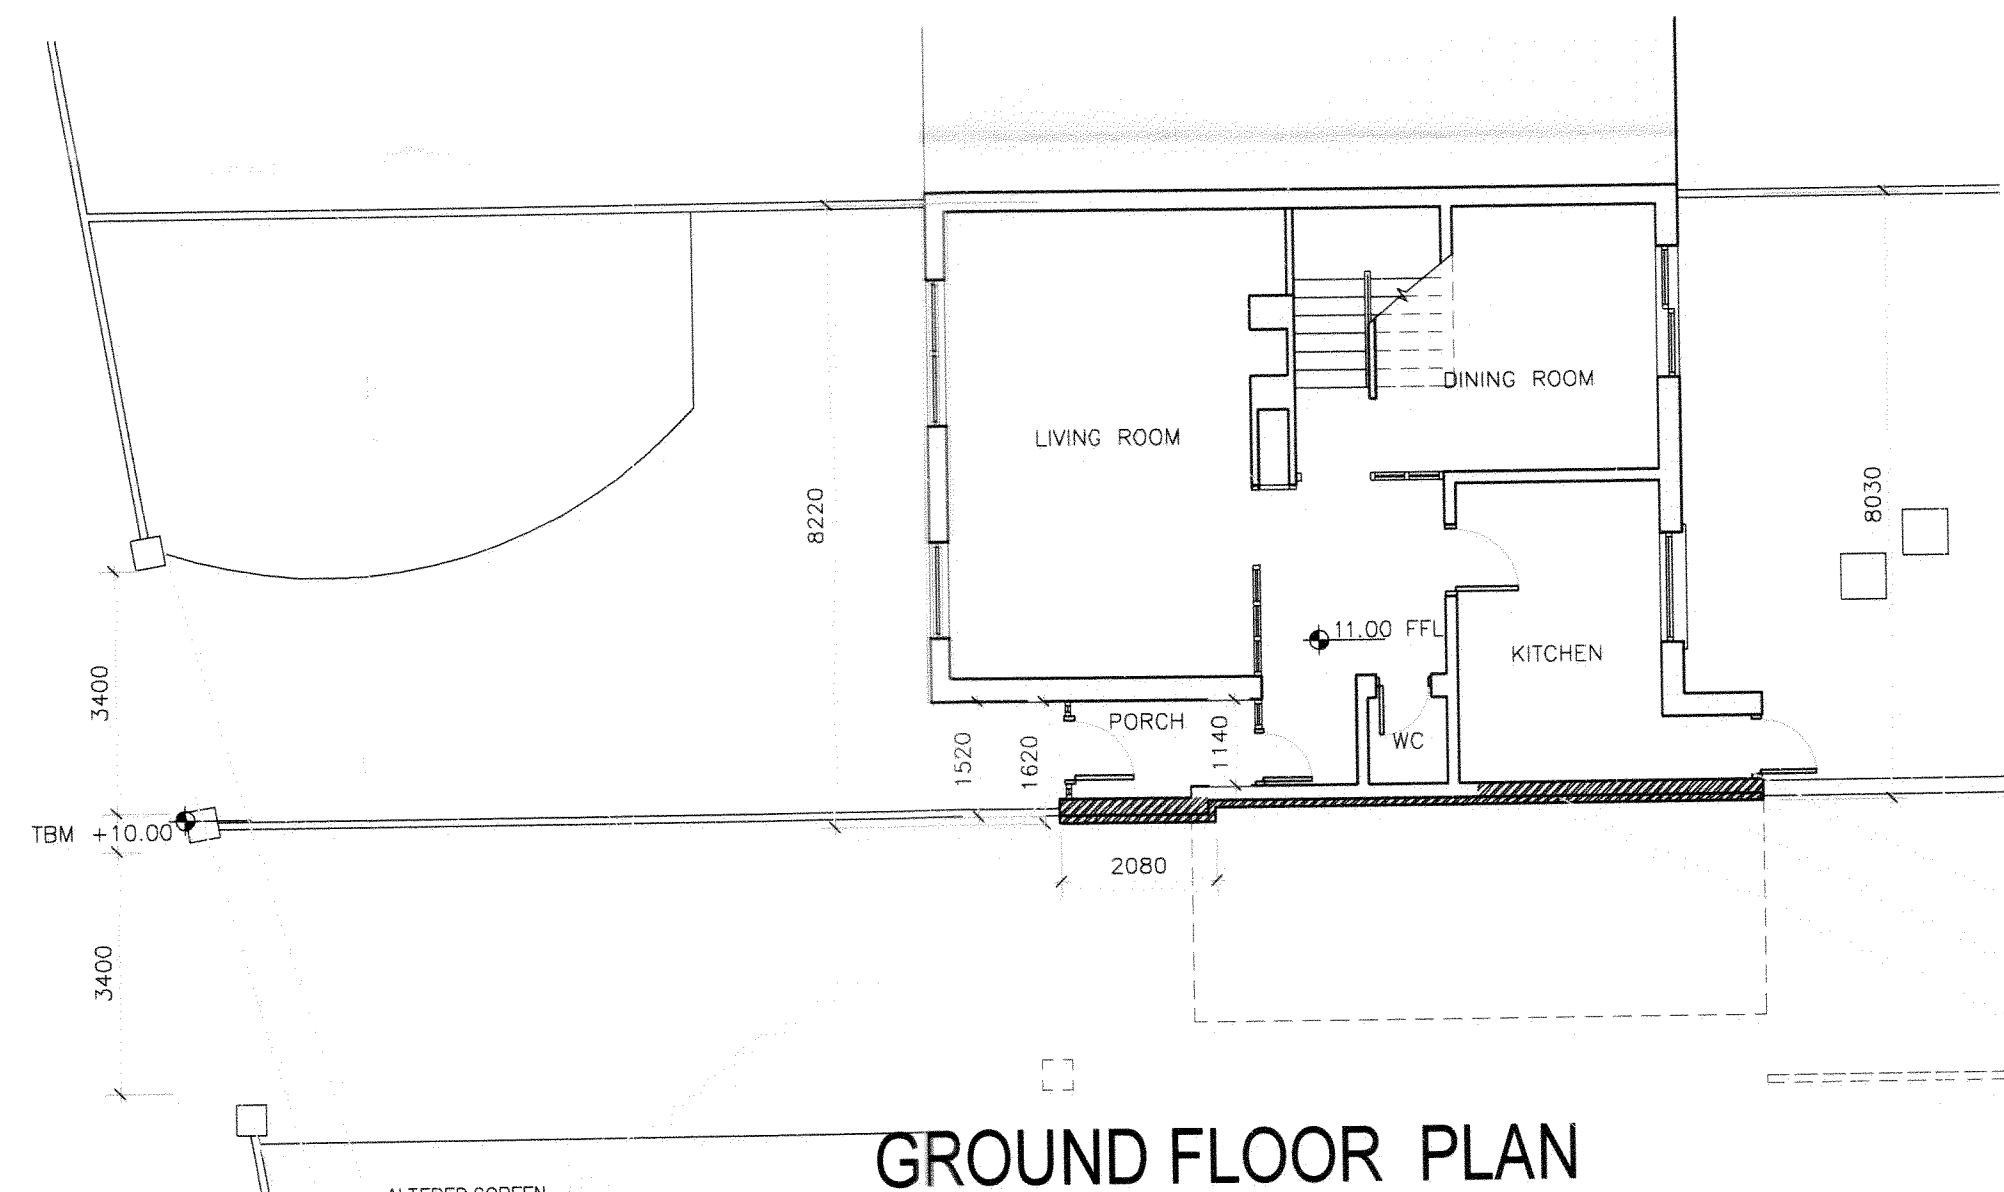 DINING ROOM
LIVING ROOM
8220
8030
11.00 FFL
KITCHEN
3400
PORCH
1140
WC
1520
1620
TBM +10.00
2080
3400
GROUND FLOOR PLAN